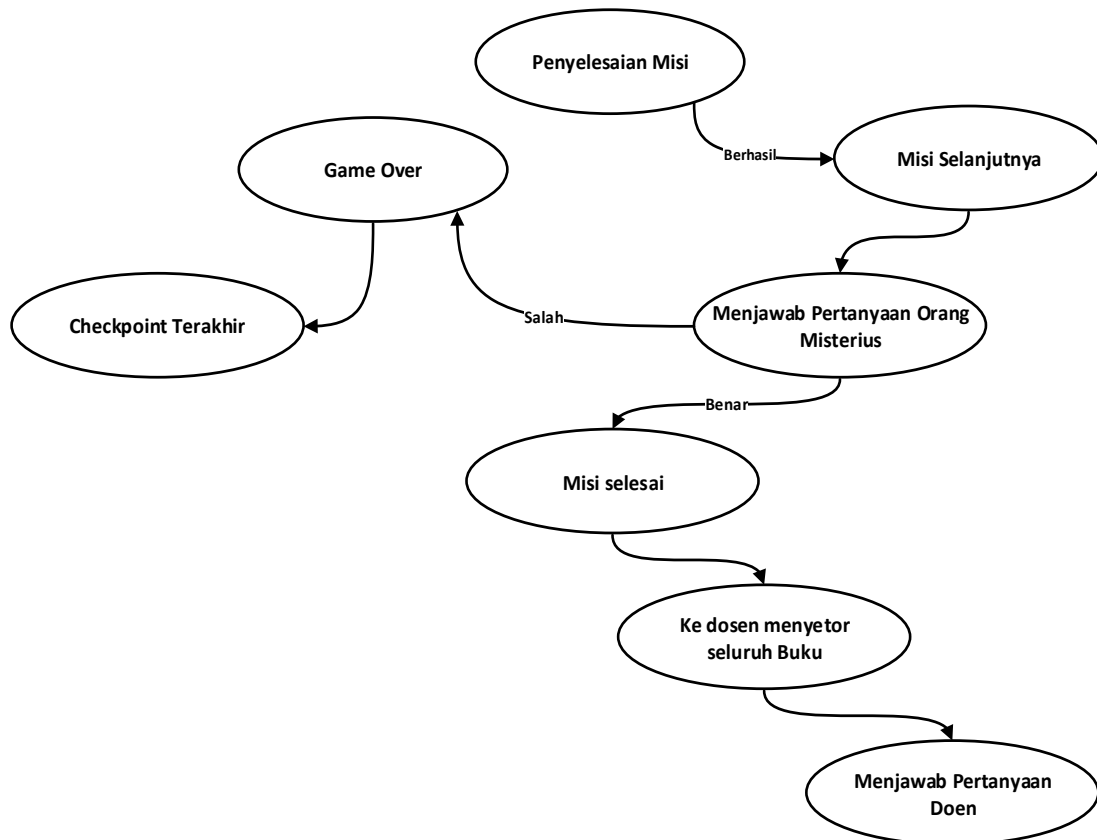 Penyelesaian Misi
Berhasil
Misi Selanjutnya
Game Over
Checkpoint Terakhir
Salah
Menjawab Pertanyaan Orang
Misterius
Benar
Misi selesai
Ke dosen menyetor
seluruh Buku
Menjawab Pertanyaan
Doen